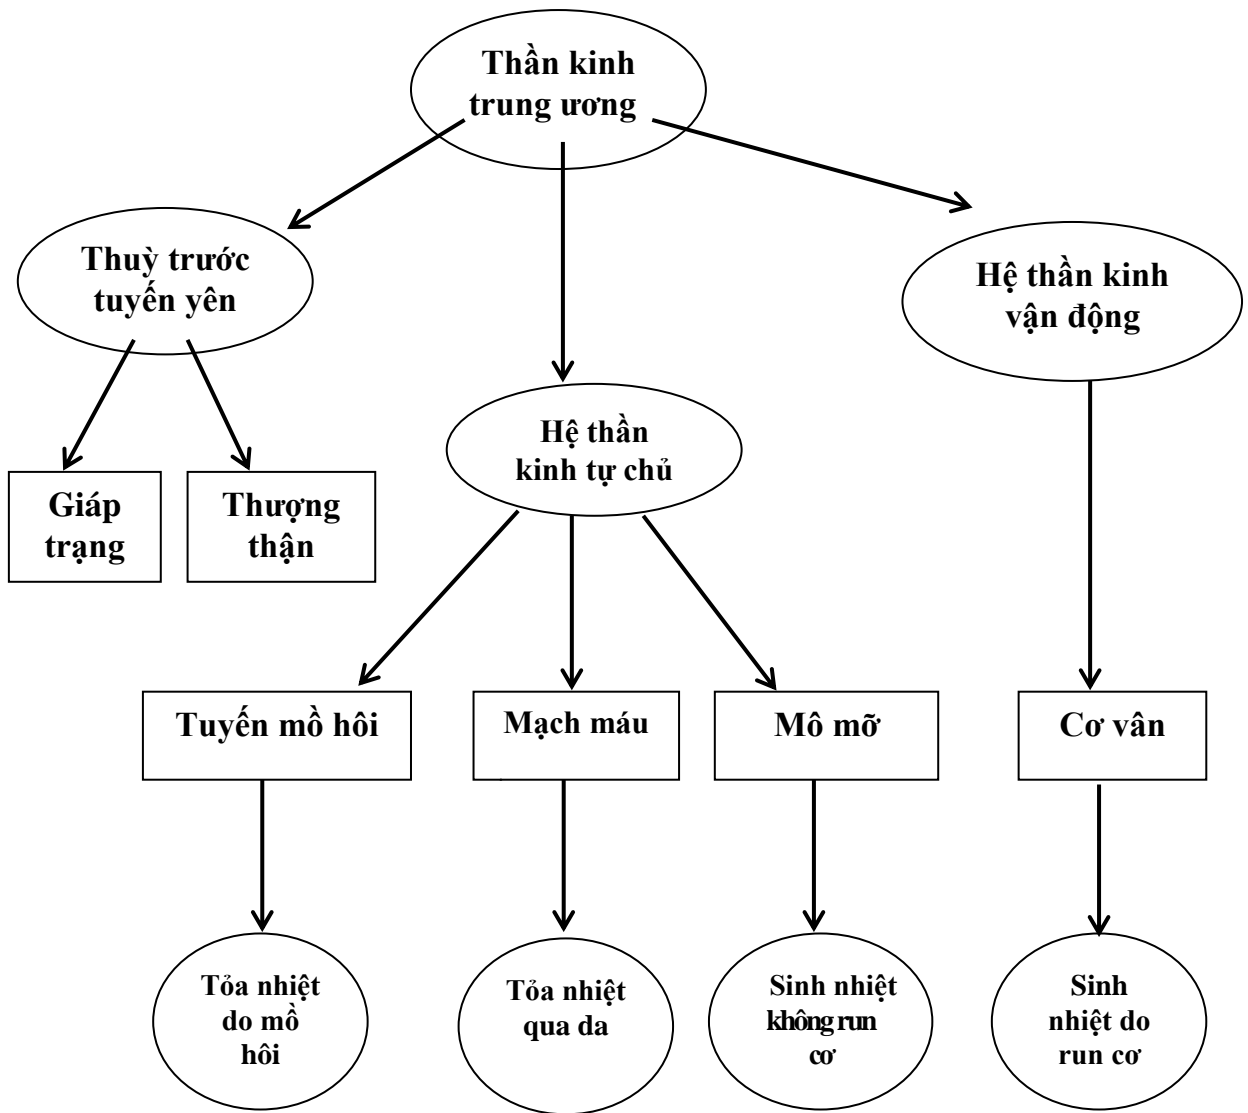 Thần kinh
trung ương
Thuỳ trước
tuyến yên
Hệ thần kinh
vận động
Hệ thần
kinh tự chủ
Giáp
trạng
Thượng
thận
Tuyến mồ hôi
Mạch máu
Mô mỡ
Cơ vân
Tỏa nhiệt
do mồ
hôi
Tỏa nhiệt
qua da
Sinh nhiệt
không run
cơ
Sinh
nhiệt do
run cơ